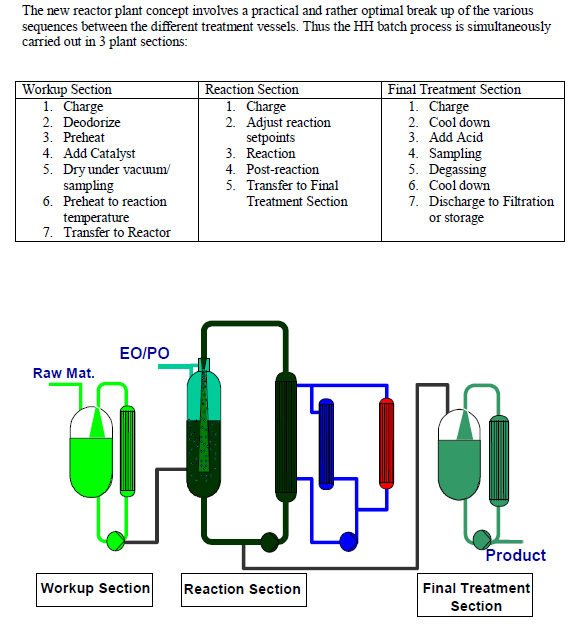 The new reactor plant concept involves a practical and rather optimal break up of the various
sequences between the different treatment vessels. Thus the HH batch process is simultaneously
carried out in 3 plant sections:
Workup Section
1. Charge
2. Deodorize
3. Preheat
4. Add Catalyst
5. Dry under vacuum/
sampling
6. Preheat to reaction
temperature
7. Transfer to Reactor
Reaction Section
1. Charge
2. Adjust reaction
setpoints
3. Reaction
4. Post-reaction
5. Transfer to Final
Treatment Section
Final Treatment Section
1. Charge
2. Cool down
3. Add Acid
4. Sampling
5. Degassing
6. Cool down
7. Discharge to Filtration
or storage
EO/PO
Raw Mat.
Product
Workup Section
Reaction Section
Final Treatment
Section